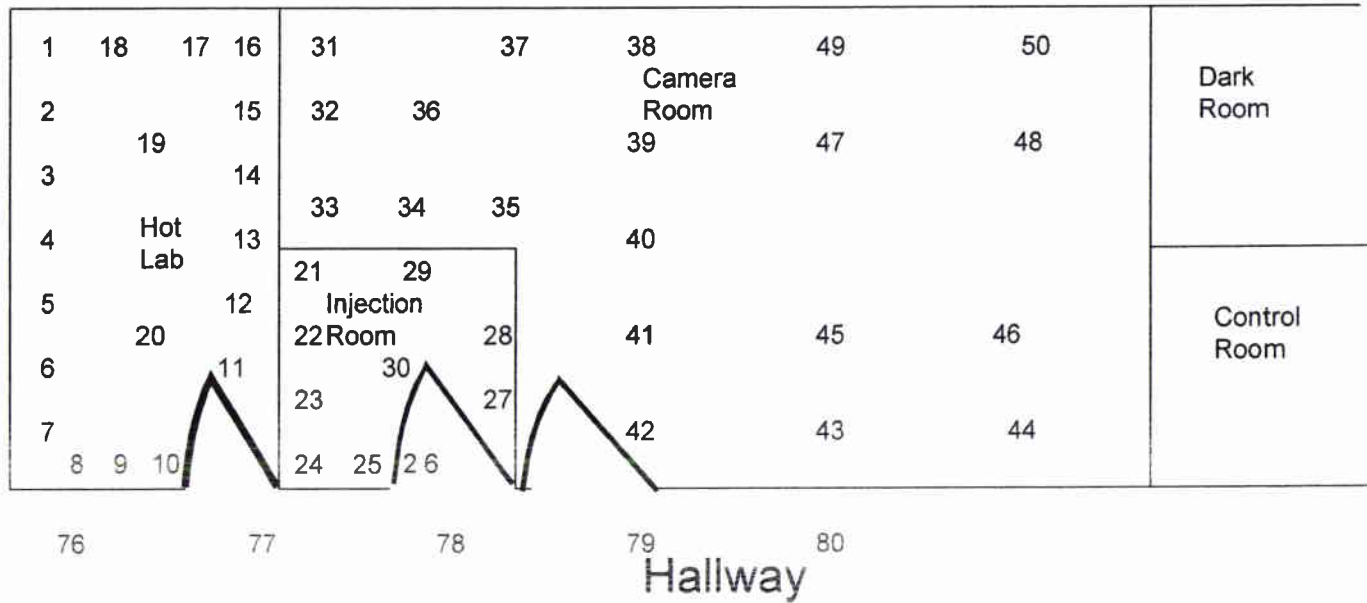 1 18 17 16 31 37 38 49 50
Camera
Room
Dark
Room
2 15 32 36
19 39 47 48
3 14
33 34 35
Hot
Lab
4 13 40
21 29
5 12 Injection
Room
Control
Room
20 22 28 41 45 46
6 11 30
23 27
7 42 43 44
8 9 10 24 25 2 6
76 77 78 79 80
Hallway